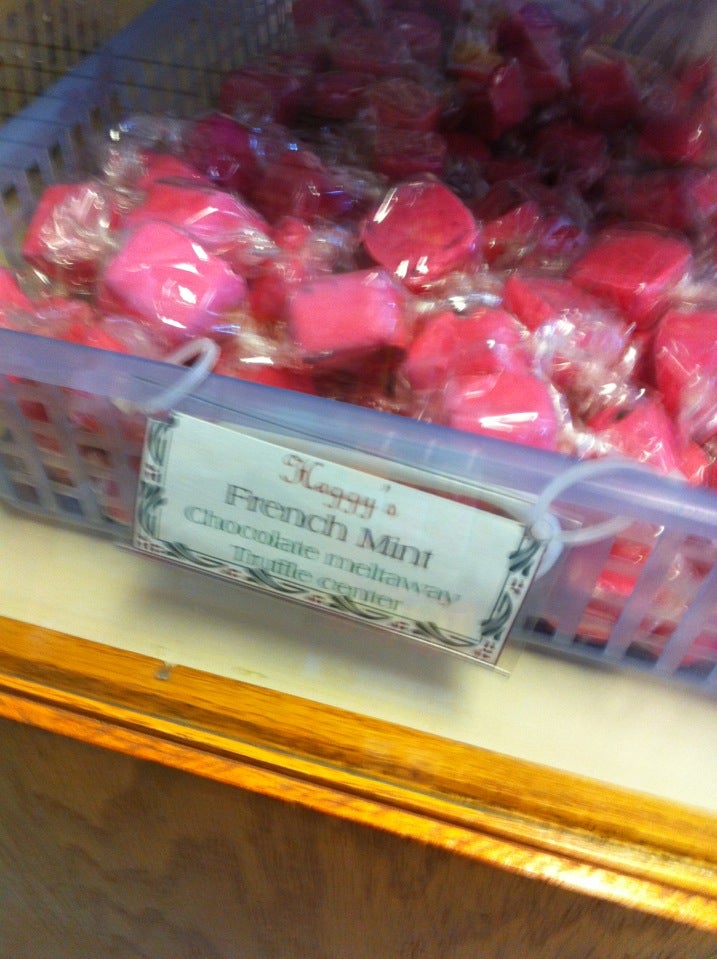 Haggy's
French Mint
Chocolate meltaway
Truffle center